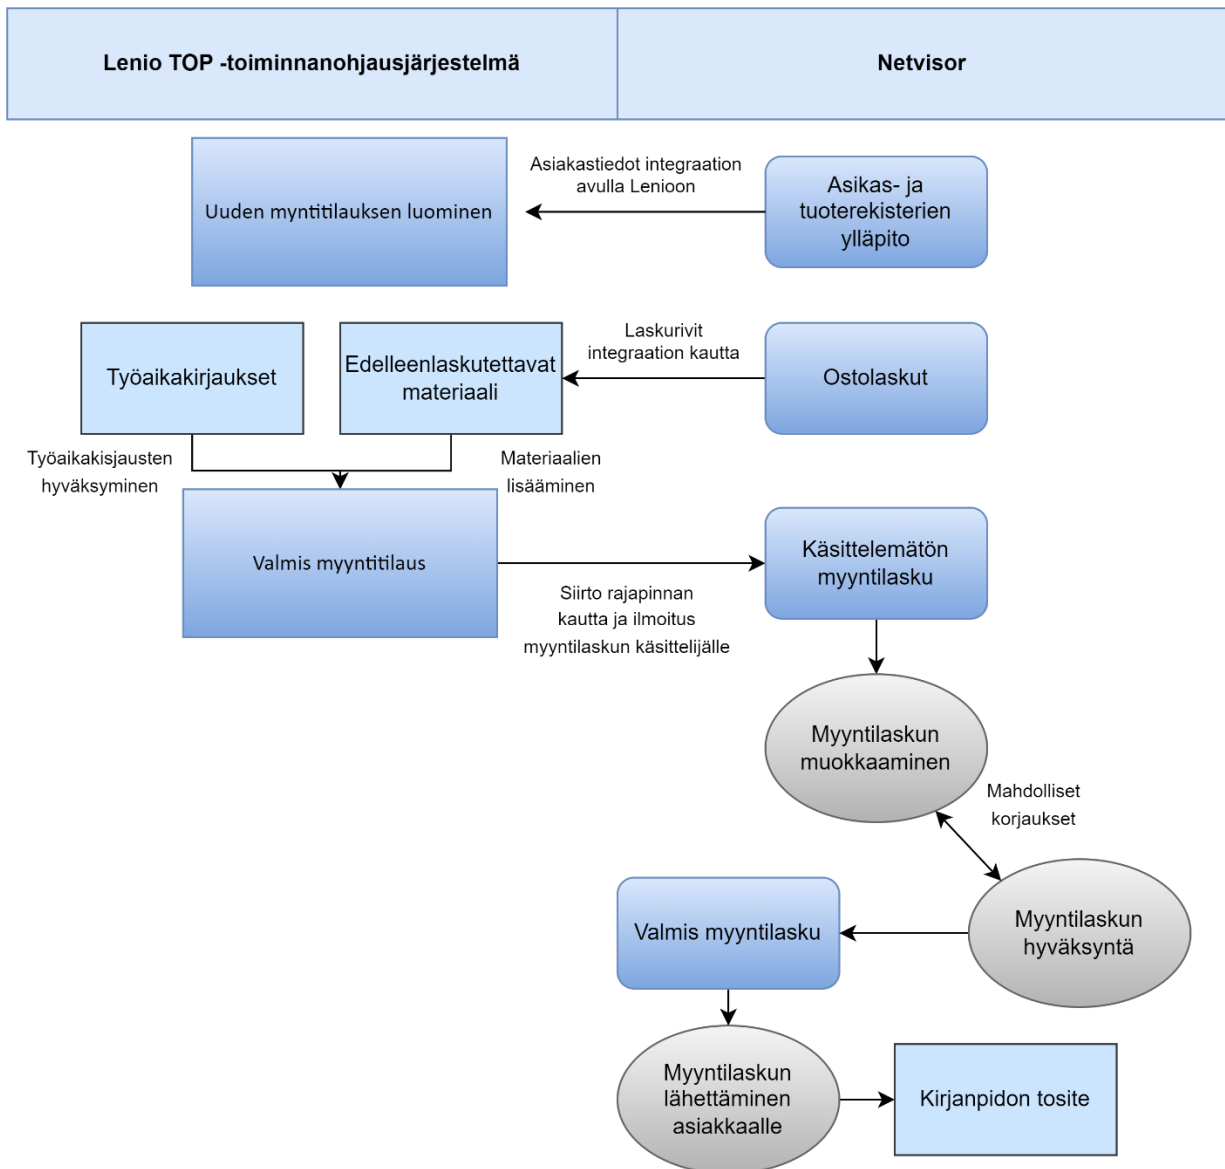 Lenio TOP -toiminnanohjausjärjestelmä
Netvisor
Uuden myntitilauksen luominen
Asiakastiedot integraation
avulla Lenioon
Asikas- ja
tuoterekisterien
ylläpito
Työaikakirjaukset
Edelleenlaskutettavat
materiaali
Laskurivit
integraation kautta
Ostolaskut
Työaikakisjausten
hyväksyminen
Materiaalien
lisääminen
Valmis myyntitilaus
Siirto rajapinnan
kautta ja ilmoitus
myyntilaskun käsittelijälle
Käsittelemätön
myyntilasku
Myyntilaskun
muokkaaminen
Mahdolliset
korjaukset
Myyntilaskun
hyväksyntä
Valmis myyntilasku
Myyntilaskun
lähettäminen
asiakkaalle
Kirjanpidon tosite